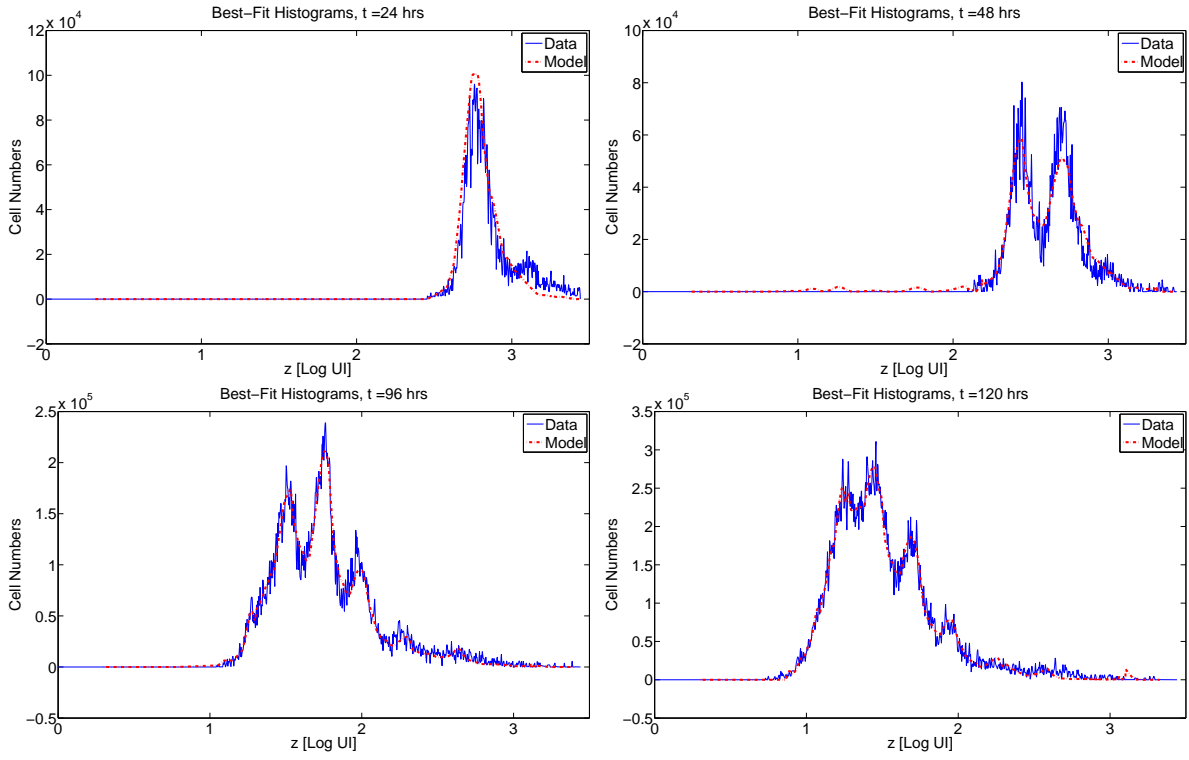 Best−Fit Histograms, t =24 hrs
x 10^4
12
10
8
6
4
2
0
−2
0 1 2 3
Cell Numbers
z [Log UI]
Data
Model
Best−Fit Histograms, t =48 hrs
x 10^4
10
8
6
4
2
0
−2
0 1 2 3
Cell Numbers
z [Log UI]
Data
Model
Best−Fit Histograms, t =96 hrs
x 10^5
2.5
2
1.5
1
0.5
0
−0.5
0 1 2 3
Cell Numbers
z [Log UI]
Data
Model
Best−Fit Histograms, t =120 hrs
x 10^5
3.5
3
2.5
2
1.5
1
0.5
0
−0.5
0 1 2 3
Cell Numbers
z [Log UI]
Data
Model